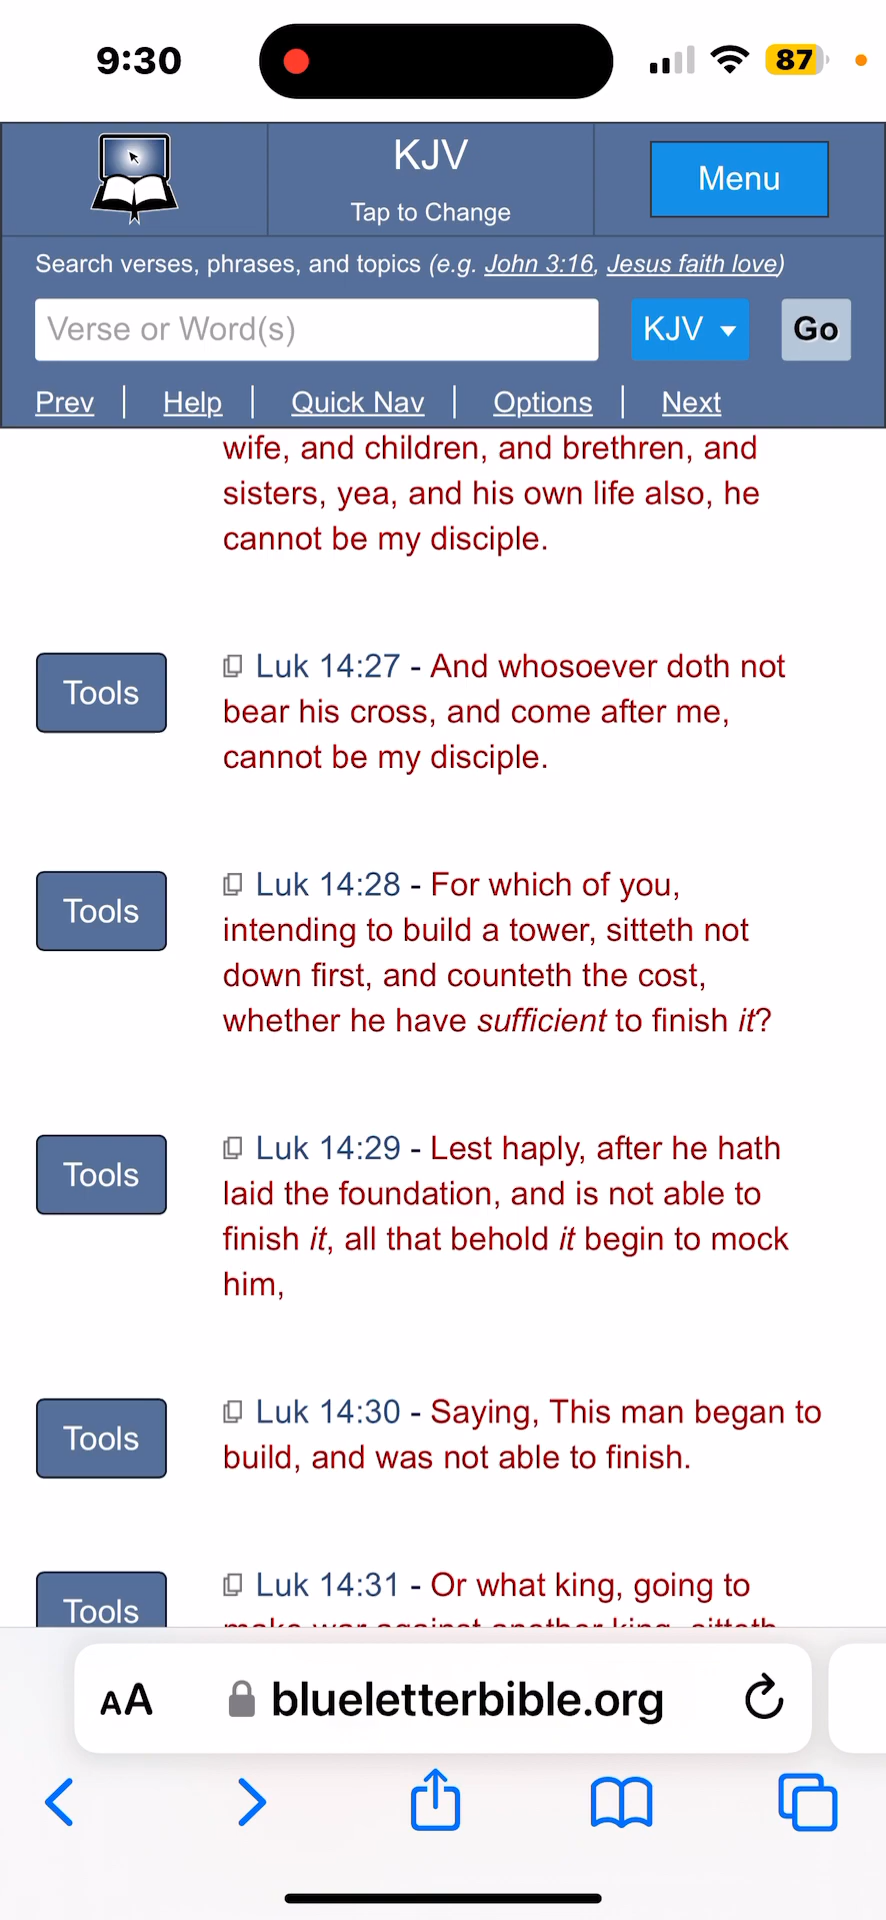 9:30
87
KJV
Tap to Change
Menu
Search verses, phrases, and topics (e.g. John 3:16, Jesus faith love)
Verse or Word(s)
KJV
Go
Prev | Help | Quick Nav | Options | Next
wife, and children, and brethren, and
sisters, yea, and his own life also, he
cannot be my disciple.
Tools
Luk 14:27 - And whosoever doth not
bear his cross, and come after me,
cannot be my disciple.
Tools
Luk 14:28 - For which of you,
intending to build a tower, sitteth not
down first, and counteth the cost,
whether he have sufficient to finish it?
Tools
Luk 14:29 - Lest haply, after he hath
laid the foundation, and is not able to
finish it, all that behold it begin to mock
him,
Tools
Luk 14:30 - Saying, This man began to
build, and was not able to finish.
Tools
Luk 14:31 - Or what king, going to
make war against another king, sitteth
AA
blueletterbible.org